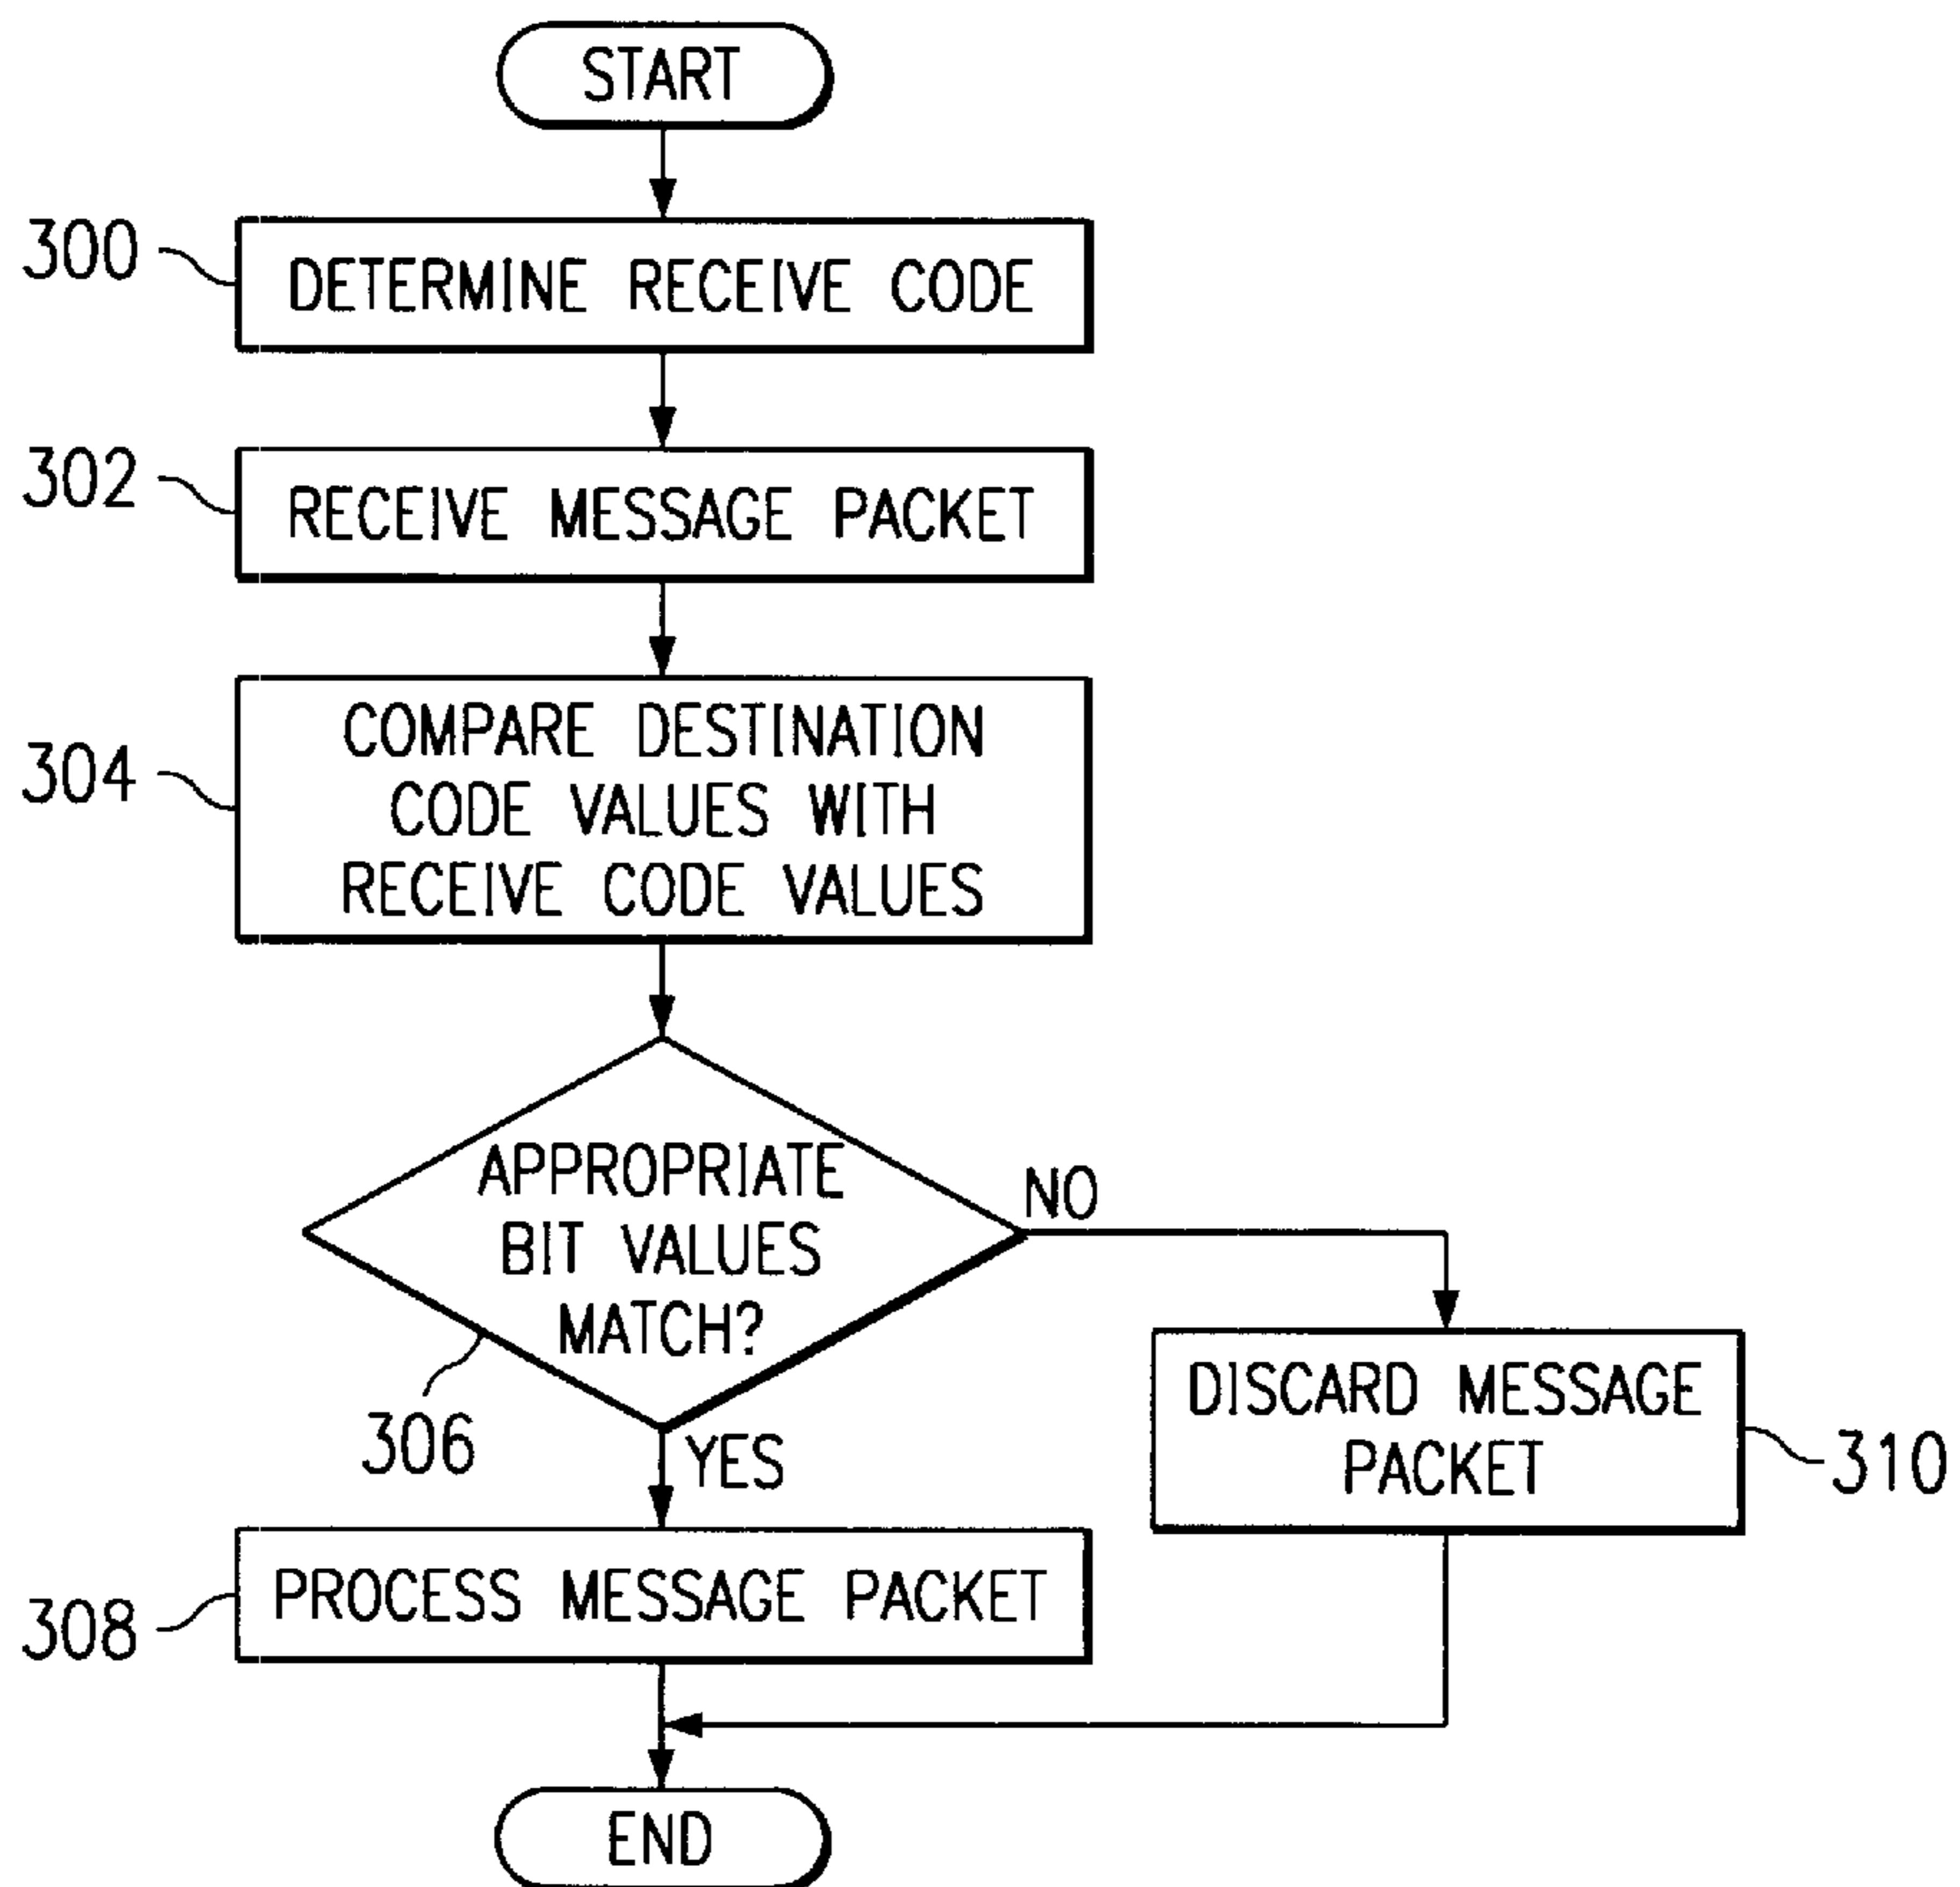 START
300
DETERMINE RECEIVE CODE
302
RECEIVE MESSAGE PACKET
304
COMPARE DESTINATION
CODE VALUES WITH
RECEIVE CODE VALUES
APPROPRIATE
BIT VALUES
MATCH?
NO
306
YES
DISCARD MESSAGE
PACKET
310
308
PROCESS MESSAGE PACKET
END